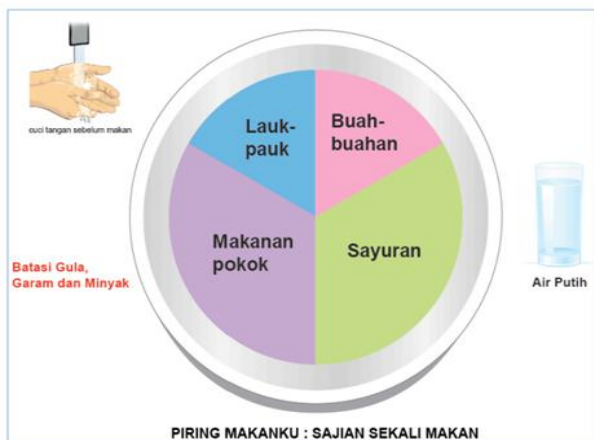 cuci tangan sebelum makan
Lauk-
pauk
Buah-
buahan
Makanan
pokok
Sayuran
Batasi Gula,
Garam dan Minyak
Air Putih
PIRING MAKANKU : SAJIAN SEKALI MAKAN